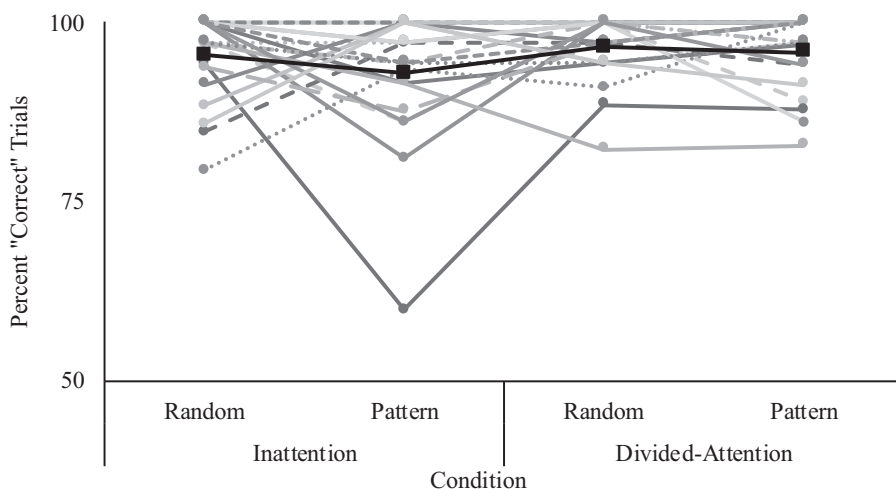 100
75
50
Percent "Correct" Trials
Random Pattern Random Pattern
Inattention Divided-Attention
Condition